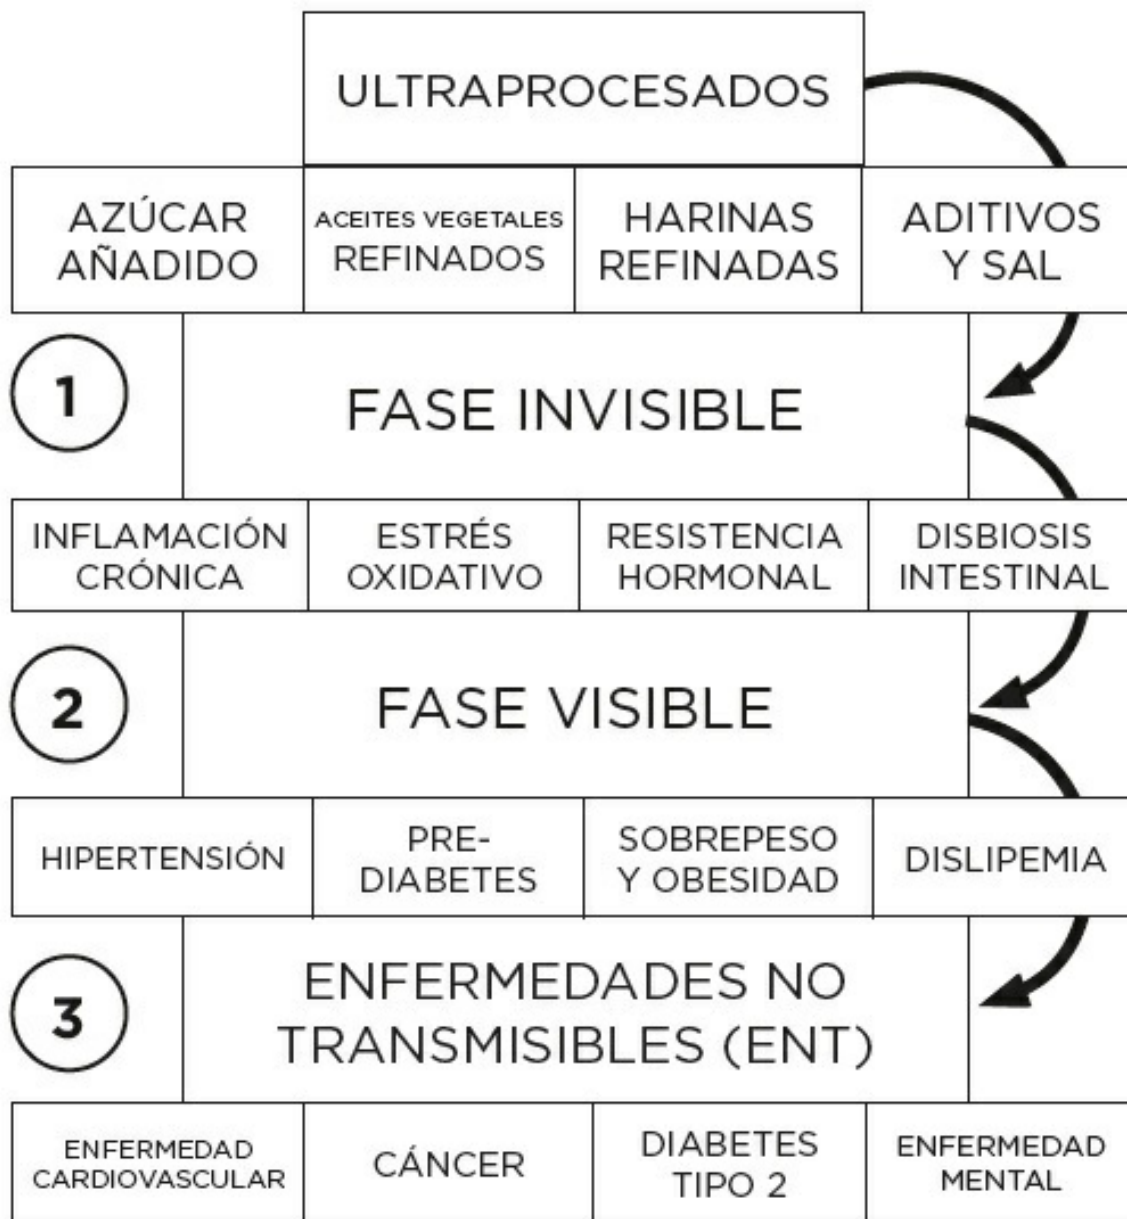 ULTRAPROCESADOS
AZÚCAR
AÑADIDO
ACEITES VEGETALES
REFINADOS
HARINAS
REFINADAS
ADITIVOS
Y SAL
1
FASE INVISIBLE
INFLAMACIÓN
CRÓNICA
ESTRÉS
OXIDATIVO
RESISTENCIA
HORMONAL
DISBIOSIS
INTESTINAL
2
FASE VISIBLE
HIPERTENSIÓN
PRE-
DIABETES
SOBREPESO
Y OBESIDAD
DISLIPEMIA
3
ENFERMEDADES NO
TRANSMISIBLES (ENT)
ENFERMEDAD
CARDIOVASCULAR
CÁNCER
DIABETES
TIPO 2
ENFERMEDAD
MENTAL